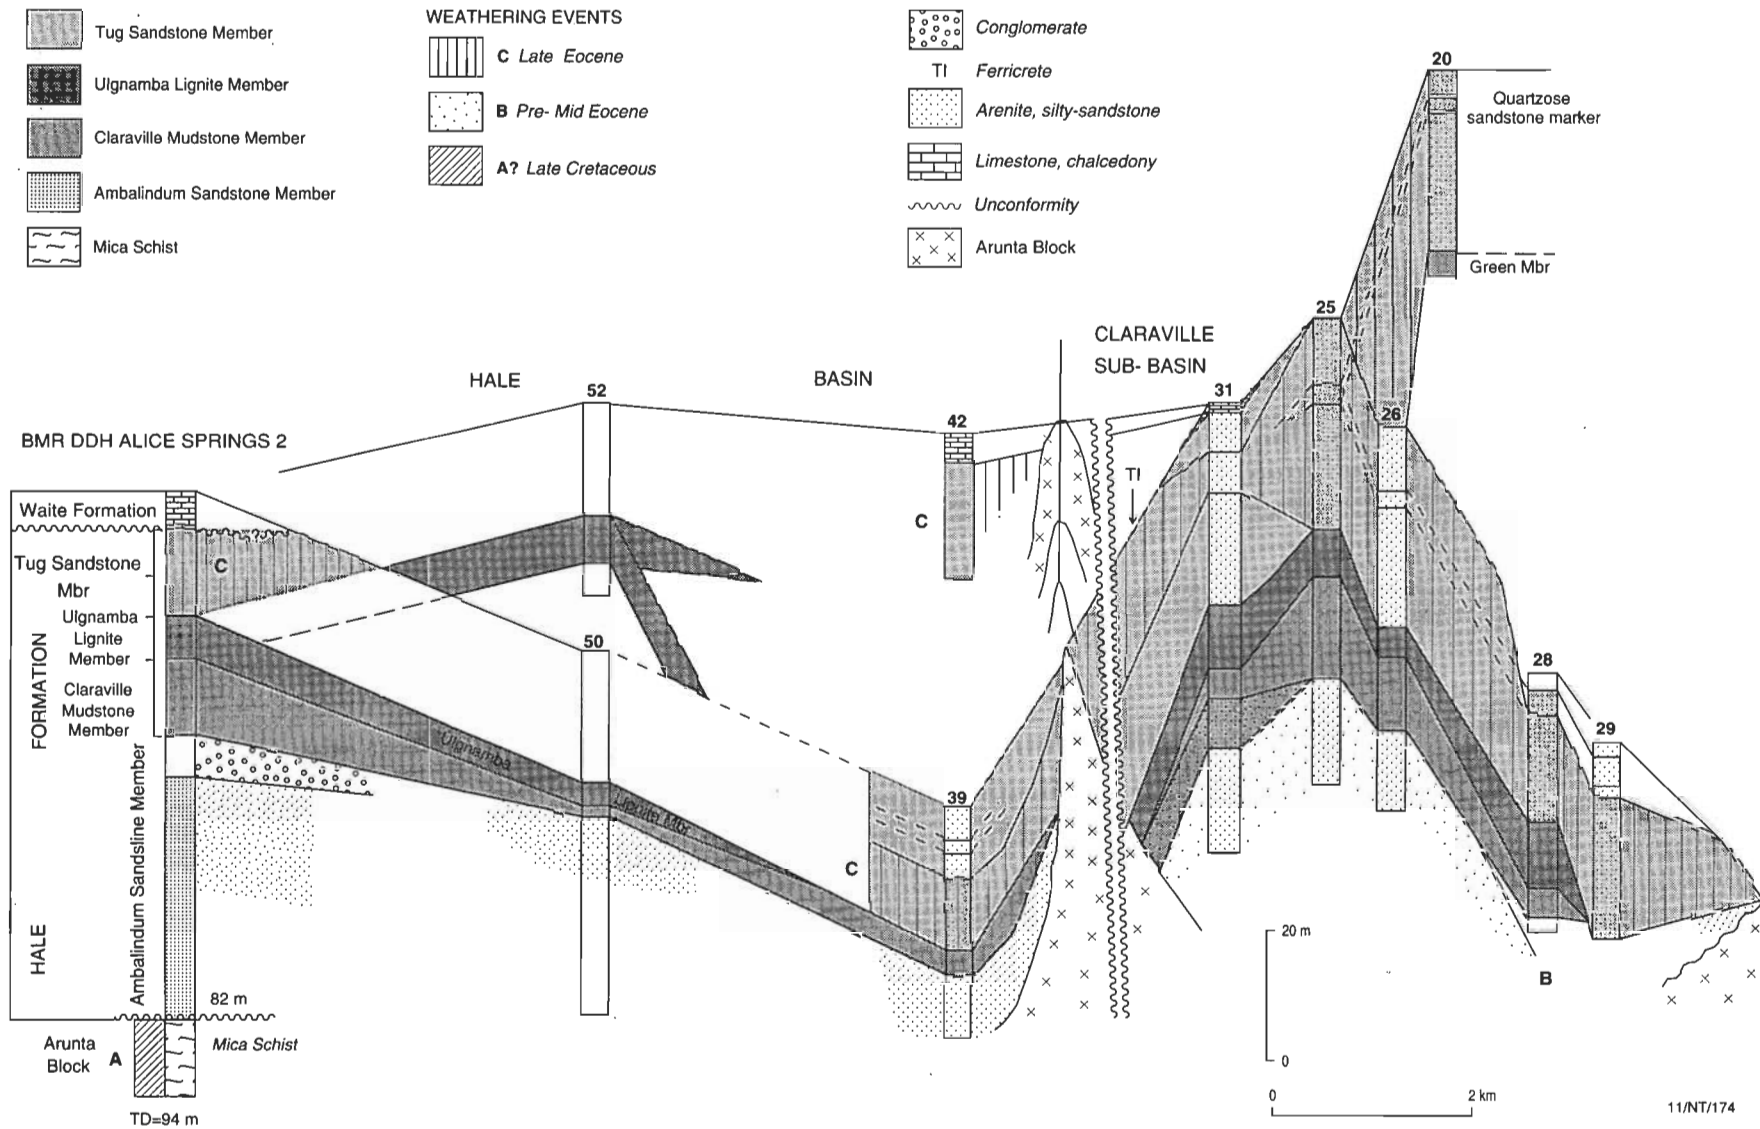 Tug Sandstone Member
Ulgnamba Lignite Member
Claraville Mudstone Member
Ambalindum Sandstone Member
Mica Schist
WEATHERING EVENTS
C Late Eocene
B Pre- Mid Eocene
A? Late Cretaceous
Conglomerate
TI Ferricrete
Arenite, silty-sandstone
Limestone, chalcedony
Unconformity
Arunta Block
20
Quartzose
sandstone marker
Green Mbr
25
CLARAVILLE
SUB- BASIN
31
26
HALE BASIN
52
42
BMR DDH ALICE SPRINGS 2
TI
Waite Formation
?
C
Tug Sandstone
Mbr
C
Ulgnamba
Lignite
Member
50
28
Claraville
Mudstone
Member
29
FORMATION
Ulgnamba
Lignite Mbr
39
C
Ambalindum Sandsline Member
HALE
20 m
B
82 m
Arunta
Block
A
Mica Schist
0
TD=94 m
0 2 km
11/NT/174